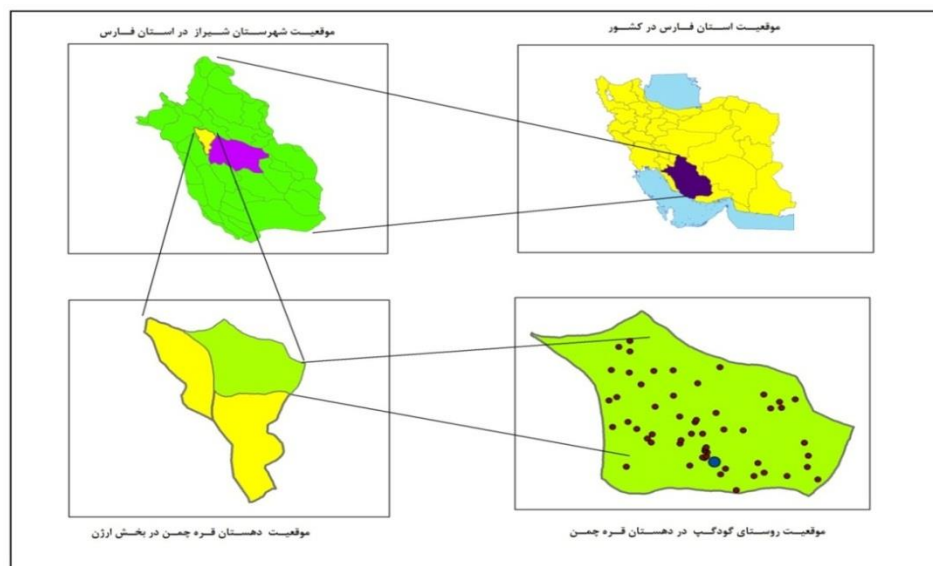 موقعیت استان فارس در کشور
موقعیت شهرستان شیراز در استان فارس
موقعیت روستای گودگپ در دهستان قره چمن
موقعیت دهستان قره چمن در بخش ارژن